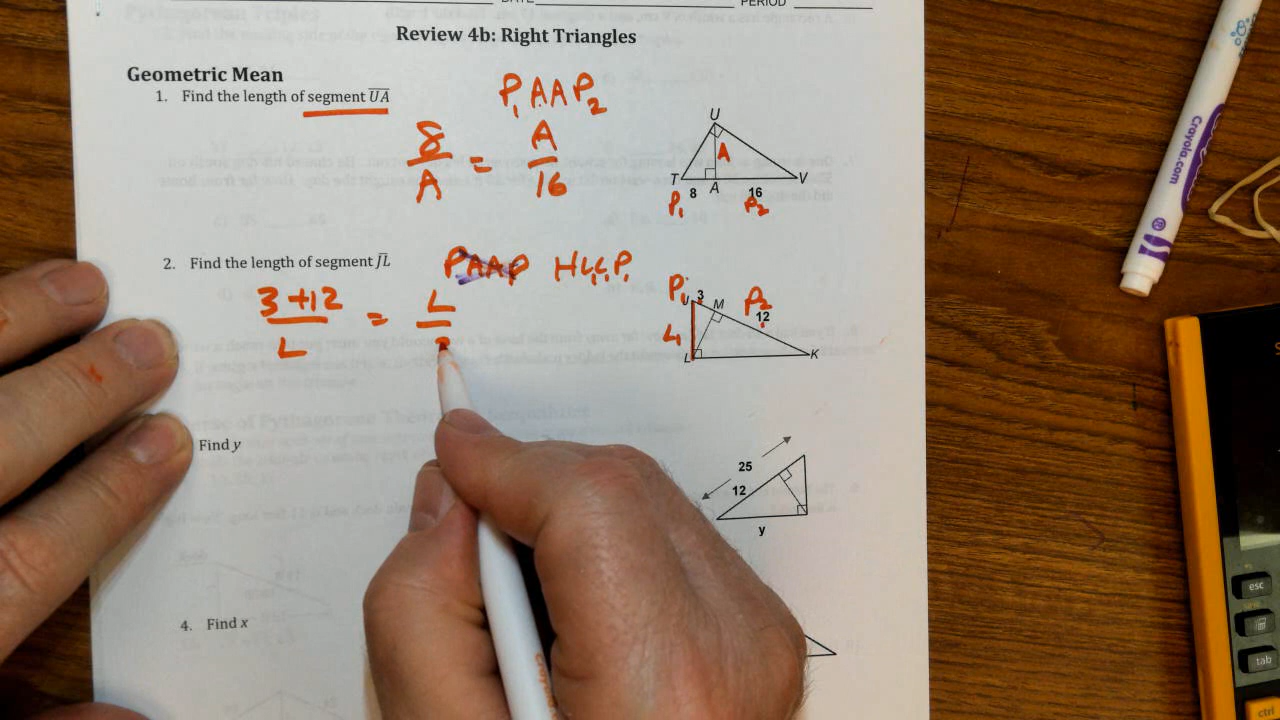 DATE PERIOD
Review 4b: Right Triangles
Geometric Mean
1. Find the length of segment UA
P1 A A P2
8/A = A/16
U
A
T 8 A 16 V
P1 P2
2. Find the length of segment JL
PAAP HLLP
3+12/L = L/
P1 J 3 M P2
12
L1
L K
Find y
25
12
y
4. Find x
Crayola.com
esc
tab
ctrl